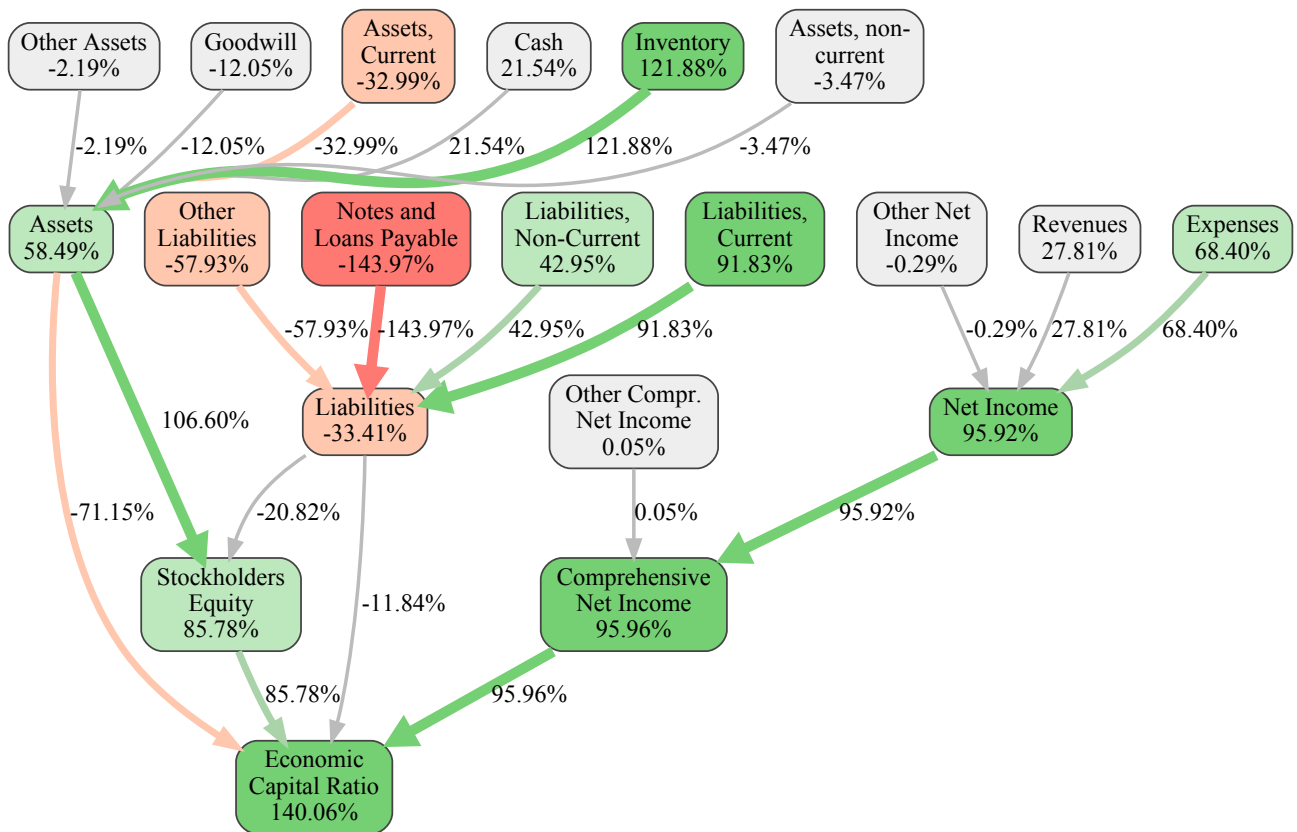 Other Assets
-2.19%
Goodwill
-12.05%
Assets,
Current
-32.99%
Cash
21.54%
Inventory
121.88%
Assets, non-
current
-3.47%
-2.19%
-12.05%
-32.99%
21.54%
121.88%
-3.47%
Assets
58.49%
Other
Liabilities
-57.93%
Notes and
Loans Payable
-143.97%
Liabilities,
Non-Current
42.95%
Liabilities,
Current
91.83%
Other Net
Income
-0.29%
Revenues
27.81%
Expenses
68.40%
-57.93%
-143.97%
42.95%
91.83%
-0.29%
27.81%
68.40%
106.60%
Liabilities
-33.41%
Other Compr.
Net Income
0.05%
Net Income
95.92%
-71.15%
-20.82%
0.05%
95.92%
Stockholders
Equity
85.78%
-11.84%
Comprehensive
Net Income
95.96%
85.78%
95.96%
Economic
Capital Ratio
140.06%